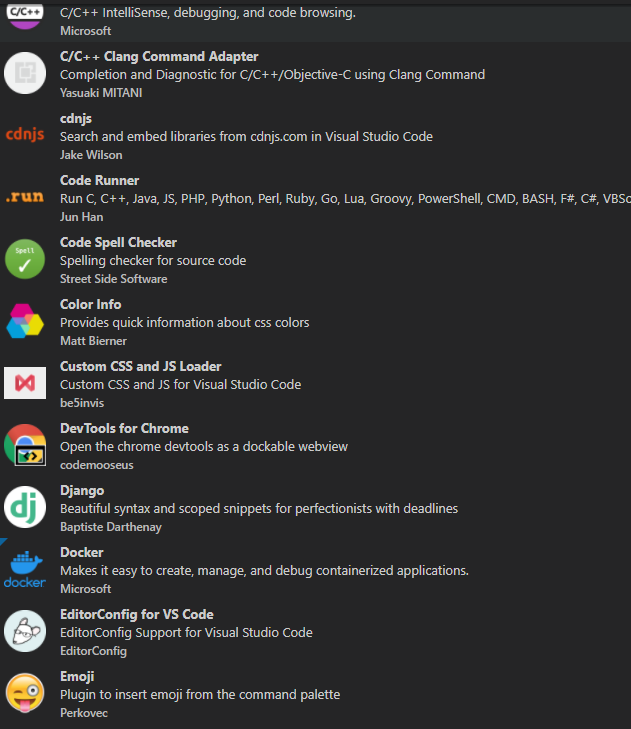 C/C++
C/C++ IntelliSense, debugging, and code browsing.
Microsoft
C/C++ Clang Command Adapter
Completion and Diagnostic for C/C++/Objective-C using Clang Command
Yasuaki MITANI
cdnjs
cdnjs
Search and embed libraries from cdnjs.com in Visual Studio Code
Jake Wilson
Code Runner
.run
Run C, C++, Java, JS, PHP, Python, Perl, Ruby, Go, Lua, Groovy, PowerShell, CMD, BASH, F#, C#, VBSc
Jun Han
Code Spell Checker
Spell
Spelling checker for source code
Street Side Software
Color Info
Provides quick information about css colors
Matt Bierner
Custom CSS and JS Loader
Custom CSS and JS for Visual Studio Code
be5invis
DevTools for Chrome
Open the chrome devtools as a dockable webview
codemooseus
Django
dj
Beautiful syntax and scoped snippets for perfectionists with deadlines
Baptiste Darthenay
Docker
Makes it easy to create, manage, and debug containerized applications.
docker
Microsoft
EditorConfig for VS Code
EditorConfig Support for Visual Studio Code
EditorConfig
Emoji
Plugin to insert emoji from the command palette
Perkovec